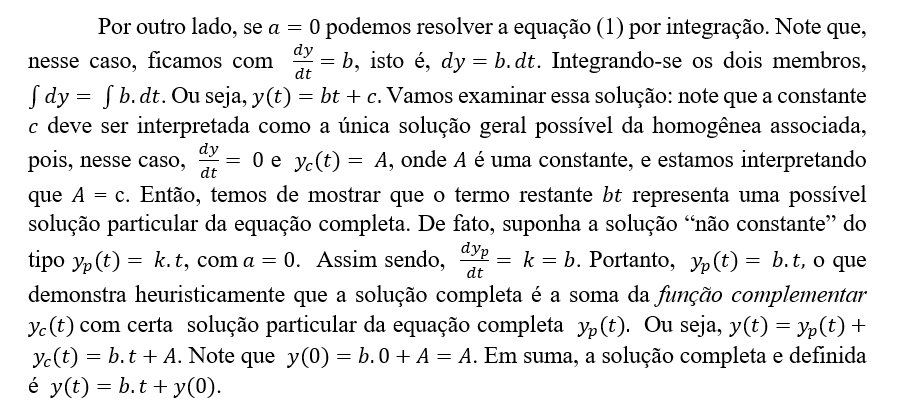 Por outro lado, se a = 0 podemos resolver a equação (1) por integração. Note que,
nesse caso, ficamos com dy/dt = b, isto é, dy = b. dt. Integrando-se os dois membros,
∫ dy = ∫ b. dt. Ou seja, y(t) = bt + c. Vamos examinar essa solução: note que a constante
c deve ser interpretada como a única solução geral possível da homogênea associada,
pois, nesse caso, dy/dt = 0 e y_c(t) = A, onde A é uma constante, e estamos interpretando
que A = c. Então, temos de mostrar que o termo restante bt representa uma possível
solução particular da equação completa. De fato, suponha a solução “não constante” do
tipo y_p(t) = k. t, com a = 0. Assim sendo, dy_p/dt = k = b. Portanto, y_p(t) = b. t, o que
demonstra heuristicamente que a solução completa é a soma da função complementar
y_c(t) com certa solução particular da equação completa y_p(t). Ou seja, y(t) = y_p(t) +
y_c(t) = b. t + A. Note que y(0) = b. 0 + A = A. Em suma, a solução completa e definida
é y(t) = b. t + y(0).